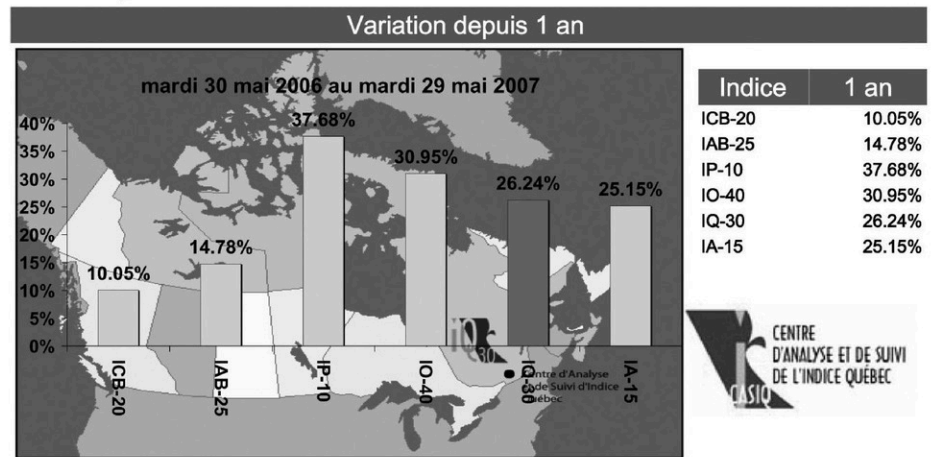 Variation depuis 1 an
mardi 30 mai 2006 au mardi 29 mai 2007
40%
35%
30%
25%
20%
15%
10%
5%
0%
10.05%
14.78%
37.68%
30.95%
26.24%
25.15%
ICB-20
IAB-25
IP-10
IO-40
IQ-30
IA-15
iQ
30
Centre d'Analyse
de Suivi d'Indice
Québec
Indice 1 an
ICB-20 10.05%
IAB-25 14.78%
IP-10 37.68%
IO-40 30.95%
IQ-30 26.24%
IA-15 25.15%
CASIQ
CENTRE
D'ANALYSE ET DE SUIVI
DE L'INDICE QUÉBEC